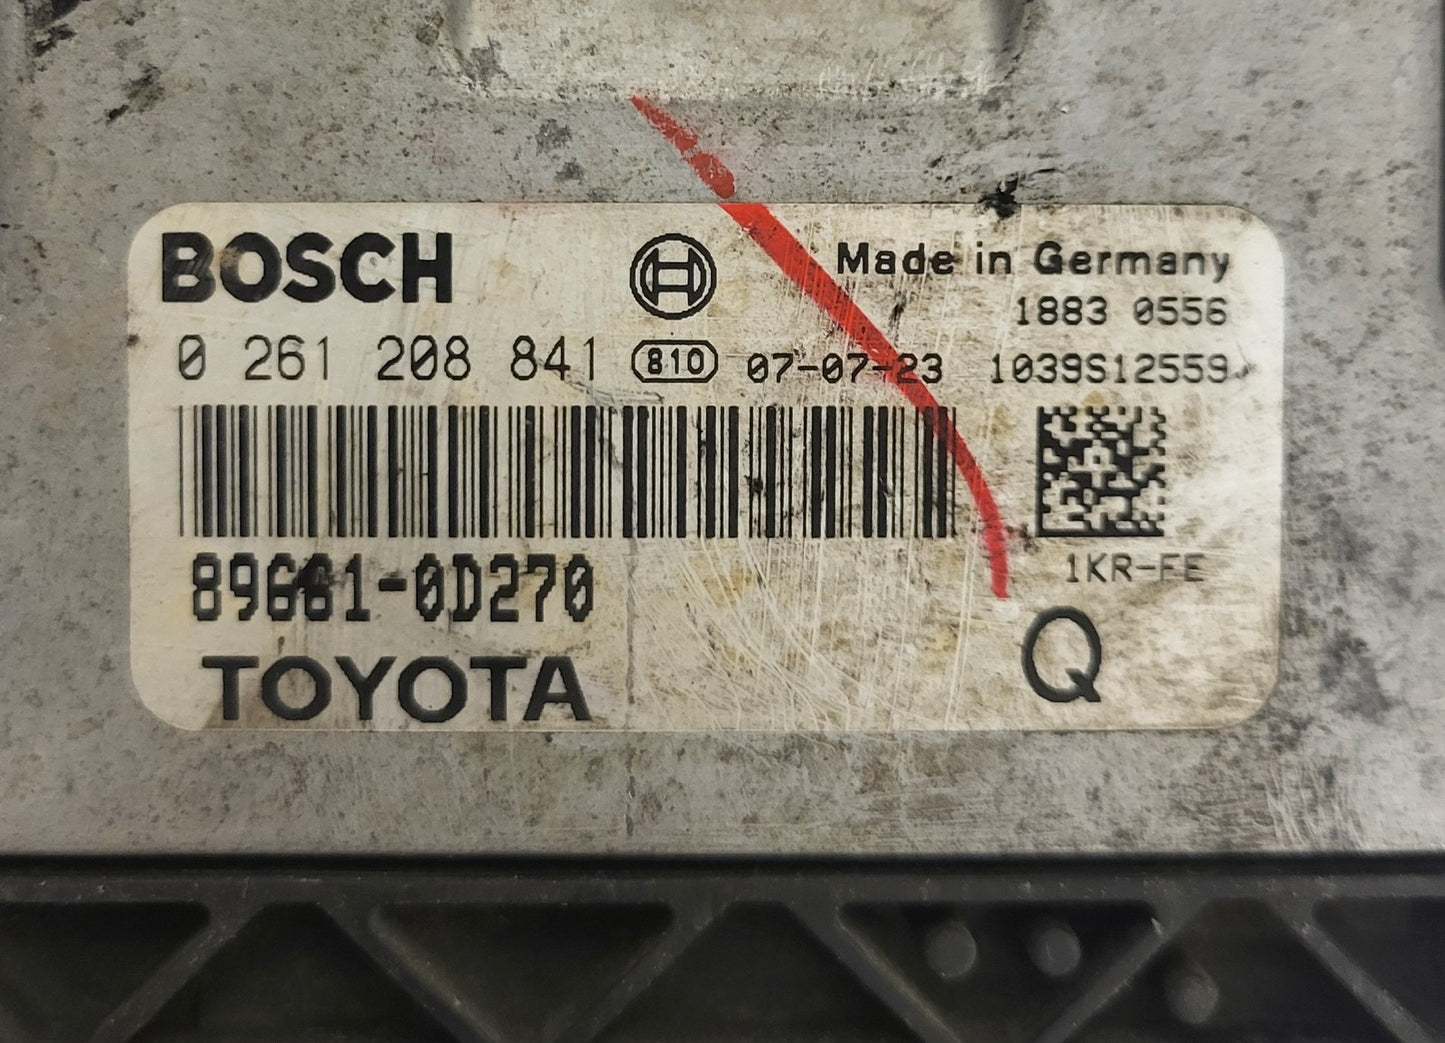 BOSCH
Made in Germany
1883 0556
0 261 208 841 810 07-07-23 1039S12559
89661-0D270
1KR-FE
TOYOTA
Q